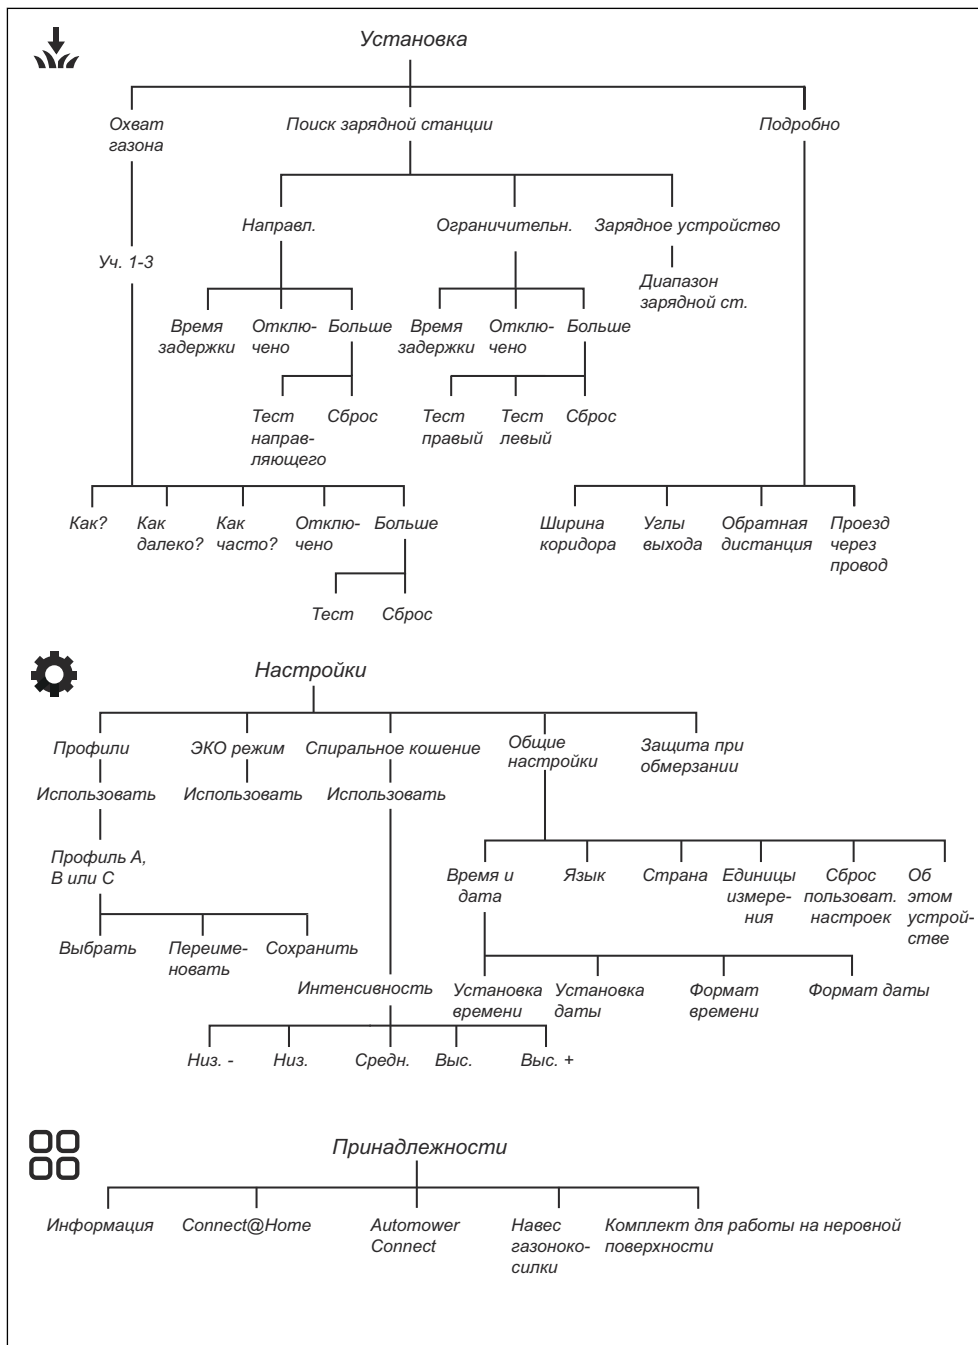 Установка
Охват
газона
Поиск зарядной станции
Подробно
Направл.
Ограничительн.
Зарядное устройство
Уч. 1-3
Диапазон
зарядной ст.
Время
задержки
Отклю-
чено
Больше
Время
задержки
Отклю-
чено
Больше
Тест
направ-
ляющего
Сброс
Тест
правый
Тест
левый
Сброс
Как?
Как
далеко?
Как
часто?
Отклю-
чено
Больше
Ширина
коридора
Углы
выхода
Обратная
дистанция
Проезд
через
провод
Тест
Сброс
Настройки
Профили
ЭКО режим
Спиральное кошение
Общие
настройки
Защита при
обмерзании
Использовать
Использовать
Использовать
Профиль A,
B или C
Время и
дата
Язык
Страна
Единицы
измере-
ния
Сброс
пользоват.
настроек
Об
этом
устрой-
стве
Выбрать
Переиме-
новать
Сохранить
Интенсивность
Установка
времени
Установка
даты
Формат
времени
Формат даты
Низ. -
Низ.
Средн.
Выс.
Выс. +
Принадлежности
Информация
Connect@Home
Automower
Connect
Навес
газоноко-
силки
Комплект для работы на неровной
поверхности